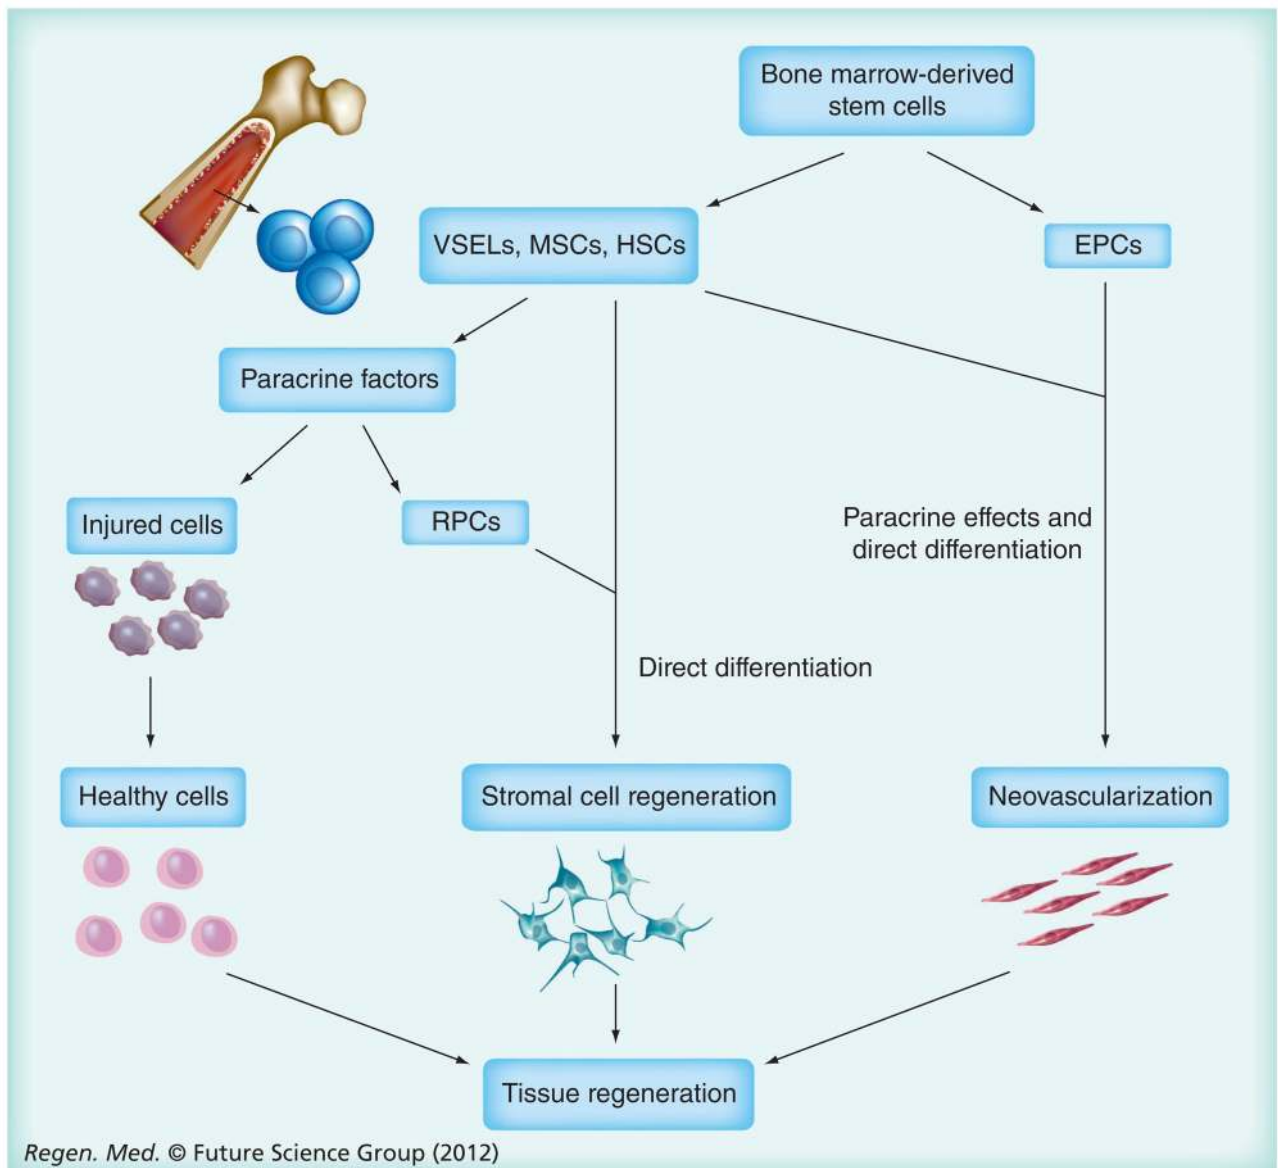 Bone marrow-derived
stem cells
VSELs, MSCs, HSCs
EPCs
Paracrine factors
Injured cells
RPCs
Paracrine effects and
direct differentiation
Direct differentiation
Healthy cells
Stromal cell regeneration
Neovascularization
Tissue regeneration
Regen. Med. © Future Science Group (2012)